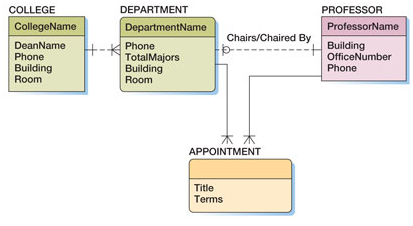 COLLEGE
CollegeName
DeanName
Phone
Building
Room
DEPARTMENT
DepartmentName
Phone
TotalMajors
Building
Room
Chairs/Chaired By
PROFESSOR
ProfessorName
Building
OfficeNumber
Phone
APPOINTMENT
Title
Terms